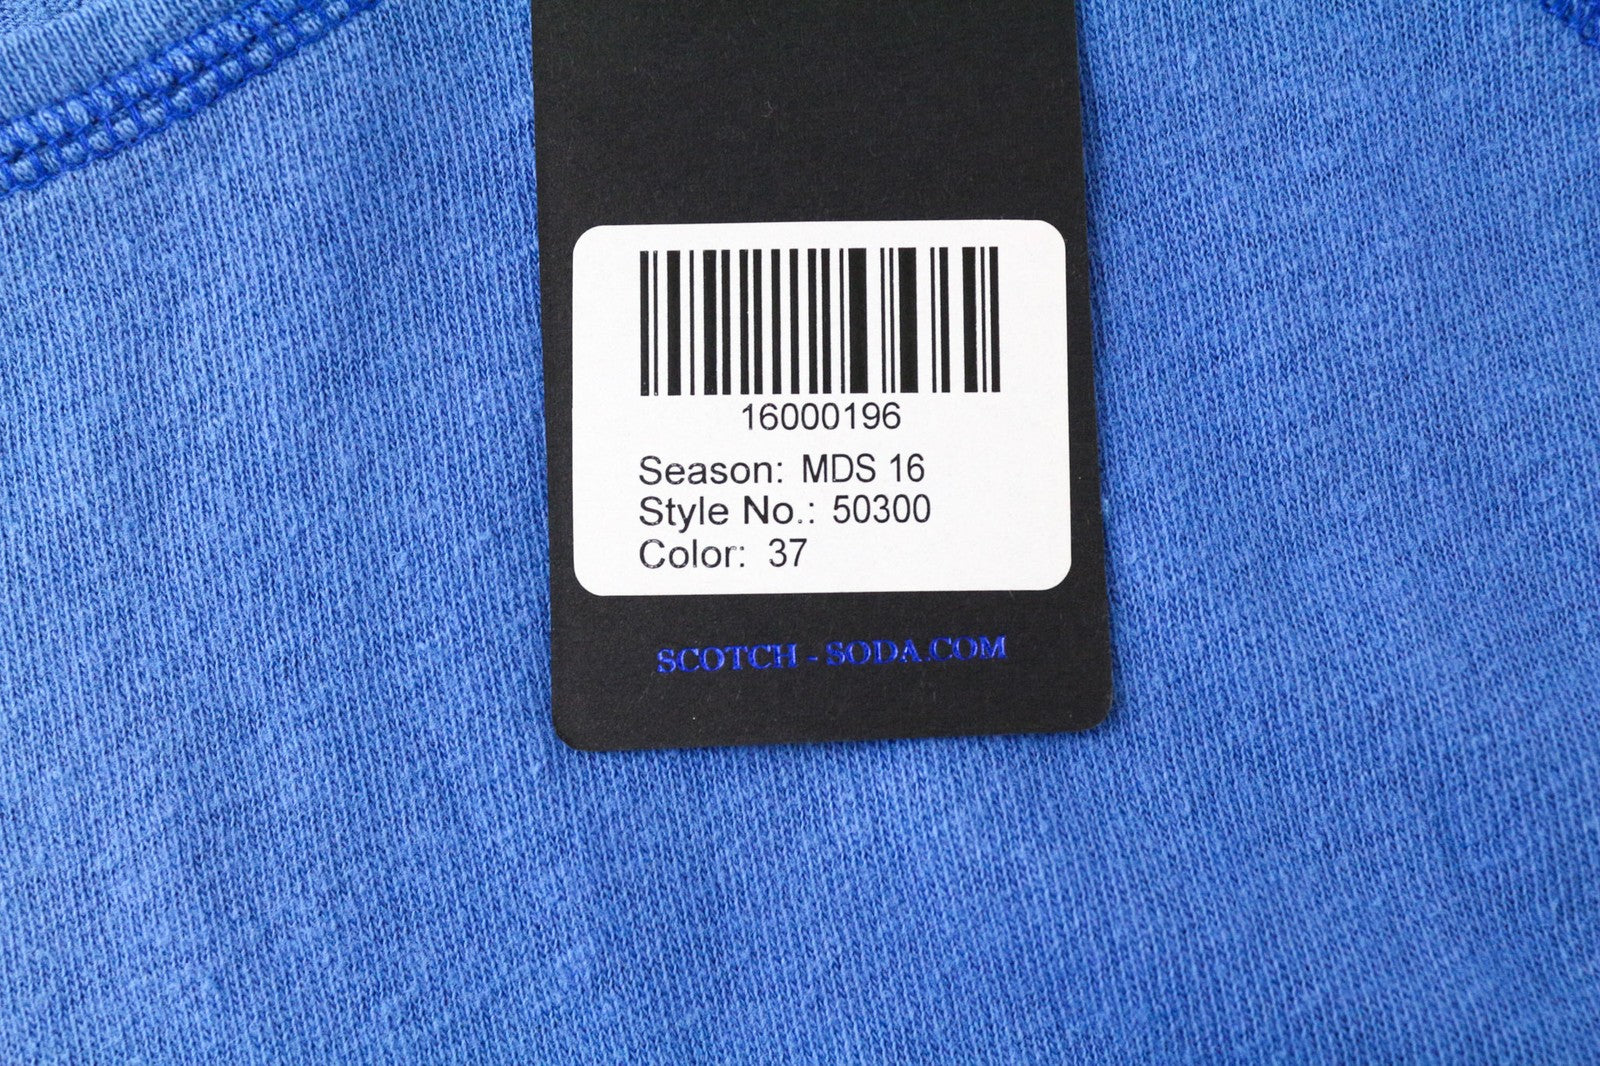 16000196
Season: MDS 16
Style No.: 50300
Color: 37
SCOTCH - SODA.COM